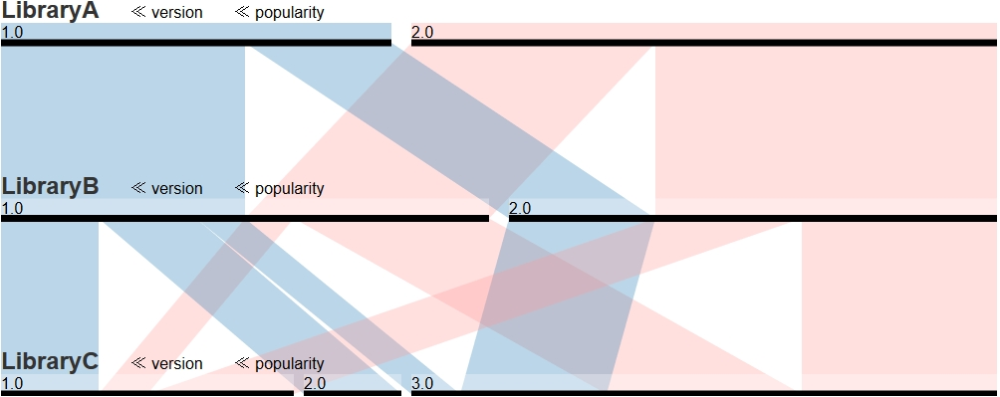 LibraryA ≪ version ≪ popularity
1.0 2.0
LibraryB ≪ version ≪ popularity
1.0 2.0
LibraryC ≪ version ≪ popularity
1.0 2.0 3.0